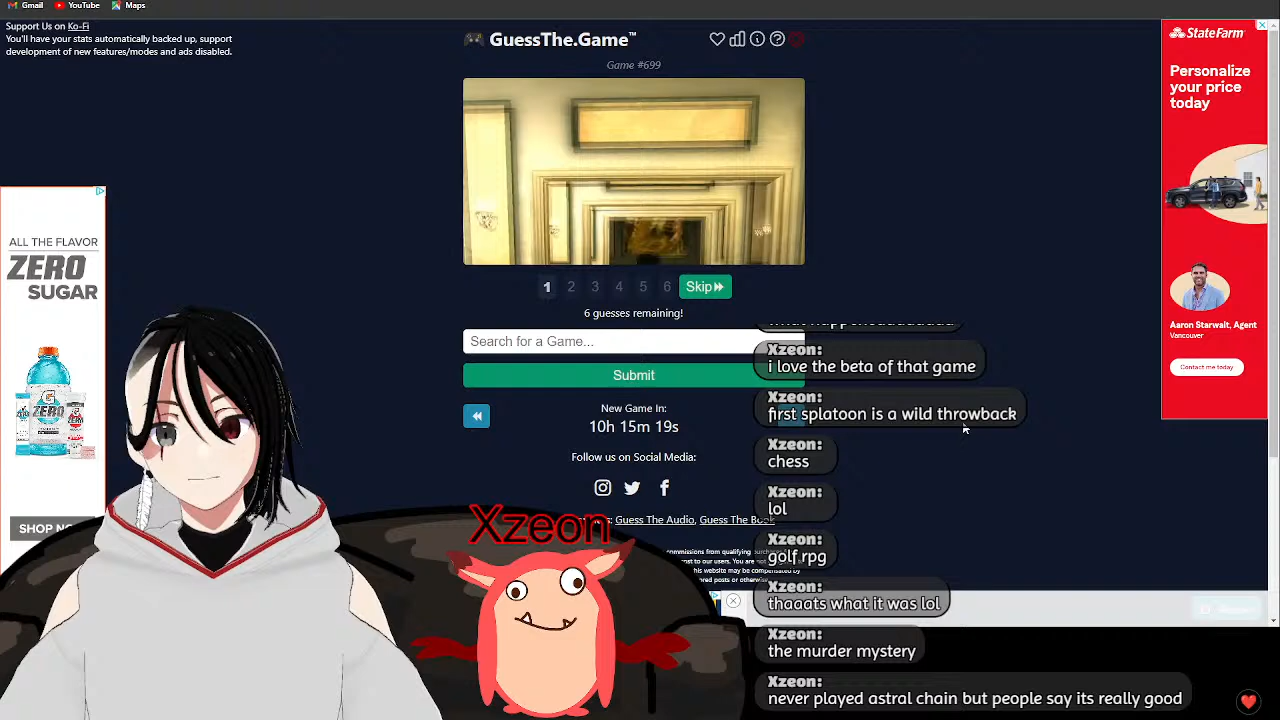 Gmail
YouTube
Maps
Support Us on Ko-Fi
You'll have your stats automatically backed up, support
development of new features/modes and ads disabled.
GuessThe.Game™
Game #699
1 2 3 4 5 6 Skip
6 guesses remaining!
Search for a Game...
Submit
New Game In:
10h 15m 19s
Follow us on Social Media:
Guess The Audio, Guess The Book
ALL THE FLAVOR
ZERO
SUGAR
ZERO
SHOP NO
StateFarm
Personalize
your price
today
Aaron Starwalt, Agent
Vancouver
Contact me today
Xzeon:
i love the beta of that game
Xzeon:
first splatoon is a wild throwback
Xzeon:
chess
Xzeon:
lol
Xzeon:
golf rpg
Xzeon:
thaaats what it was lol
Xzeon:
the murder mystery
Xzeon:
never played astral chain but people say its really good
Xzeon